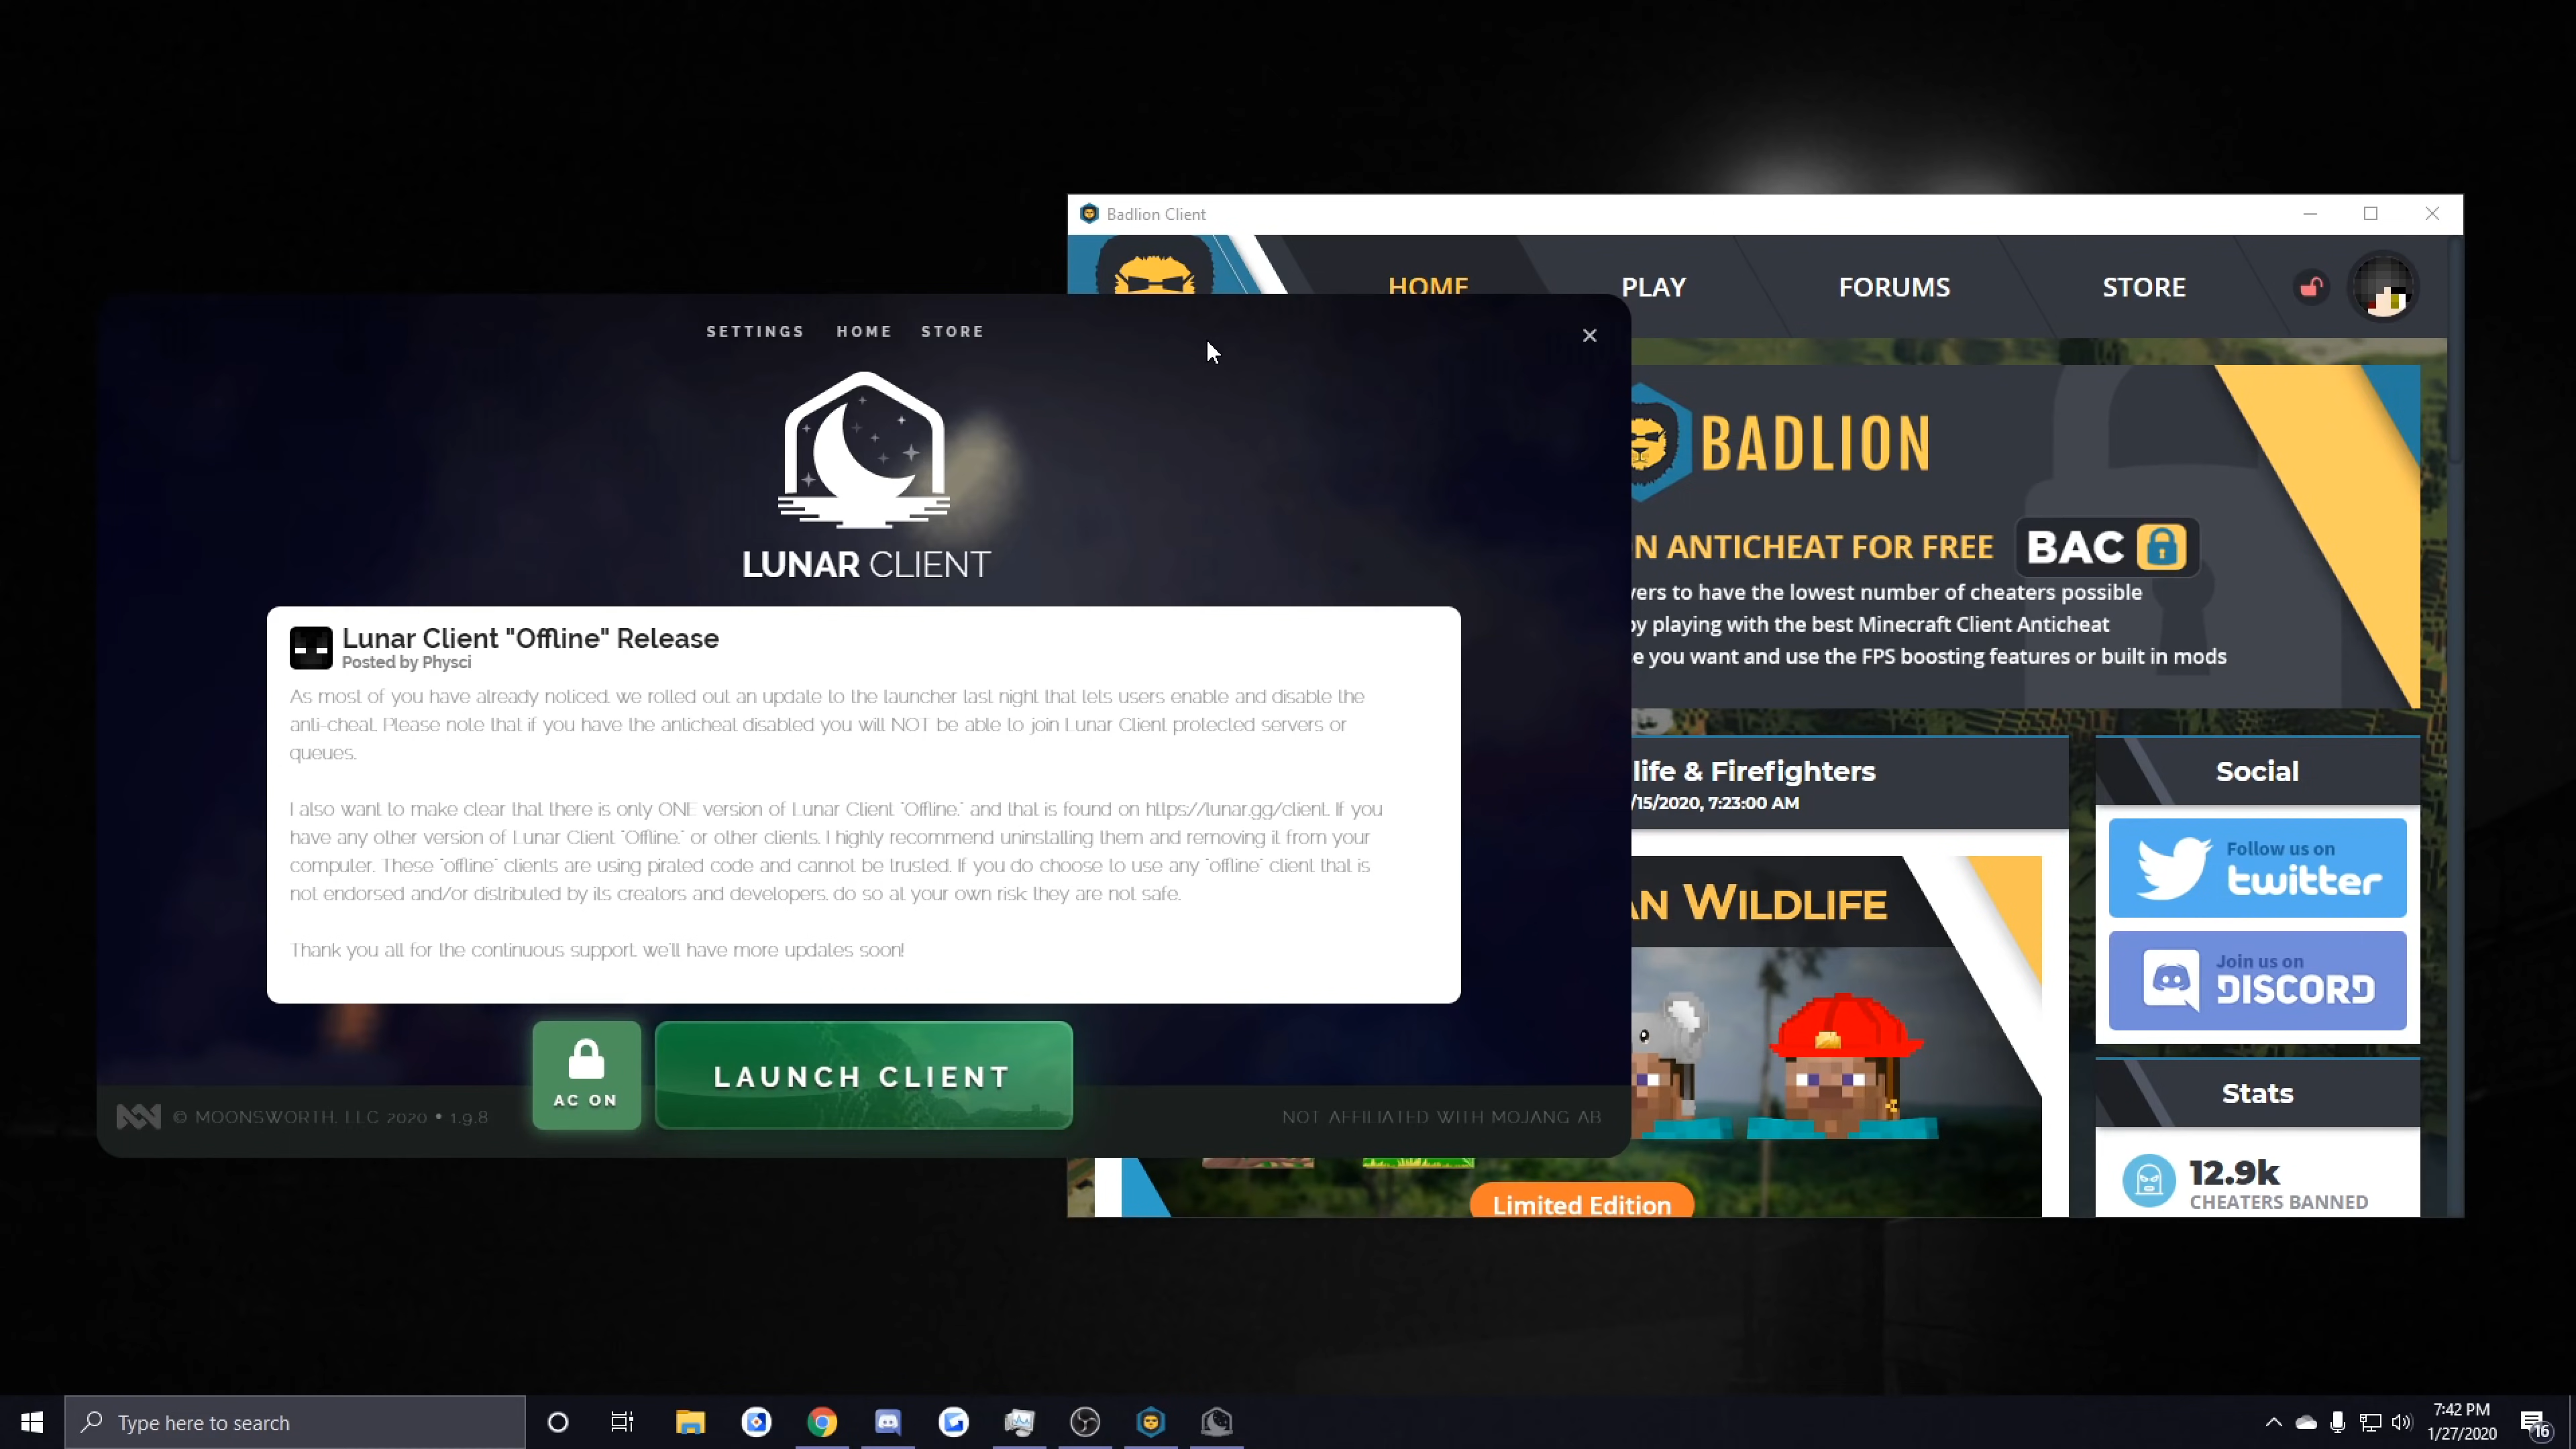 Badlion Client
HOME PLAY FORUMS STORE
SETTINGS HOME STORE
LUNAR CLIENT
Lunar Client "Offline" Release
Posted by Physci
As most of you have already noticed, we rolled out an update to the launcher last night that lets users enable and disable the
anti-cheat. Please note that if you have the anticheat disabled you will NOT be able to join Lunar Client protected servers or
queues.
I also want to make clear that there is only ONE version of Lunar Client "Offline," and that is found on https://lunar.gg/client. If you
have any other version of Lunar Client "Offline," or other clients, I highly recommend uninstalling them and removing it from your
computer. These "offline" clients are using pirated code and cannot be trusted. If you do choose to use any "offline" client that is
not endorsed and/or distributed by its creators and developers, do so at your own risk they are not safe.
Thank you all for the continuous support, we'll have more updates soon!
AC ON
LAUNCH CLIENT
© MOONSWORTH, LLC 2020 • 1.9.8
NOT AFFILIATED WITH MOJANG AB
BADLION
N ANTICHEAT FOR FREE BAC
vers to have the lowest number of cheaters possible
by playing with the best Minecraft Client Anticheat
e you want and use the FPS boosting features or built in mods
life & Firefighters
/15/2020, 7:23:00 AM
AN WILDLIFE
Limited Edition
Social
Follow us on
twitter
Join us on
DISCORD
Stats
12.9k
CHEATERS BANNED
Type here to search
7:42 PM
1/27/2020
16